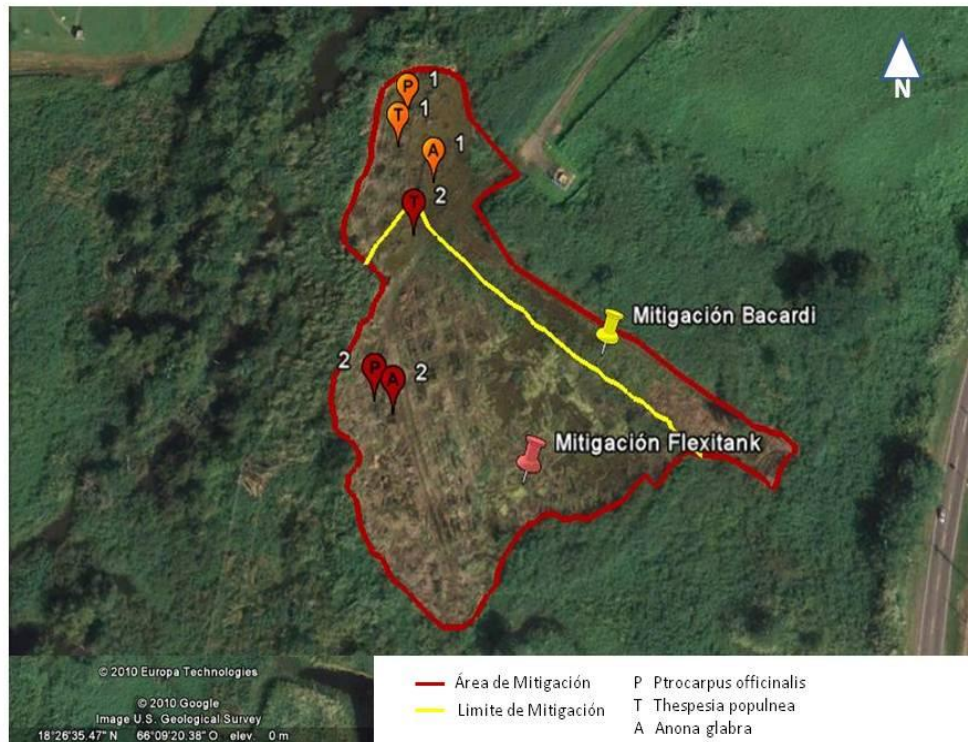 N
P 1
T 1
A 1
T 2
Mitigación Bacardi
2 P
A 2
Mitigación Flexitank
© 2010 Europa Technologies
© 2010 Google
Image U.S. Geological Survey
18°26'35.47" N 66°09'20.38" O elev. 0 m
Área de Mitigación
Limite de Mitigación
P Ptrocarpus officinalis
T Thespesia populnea
A Anona glabra